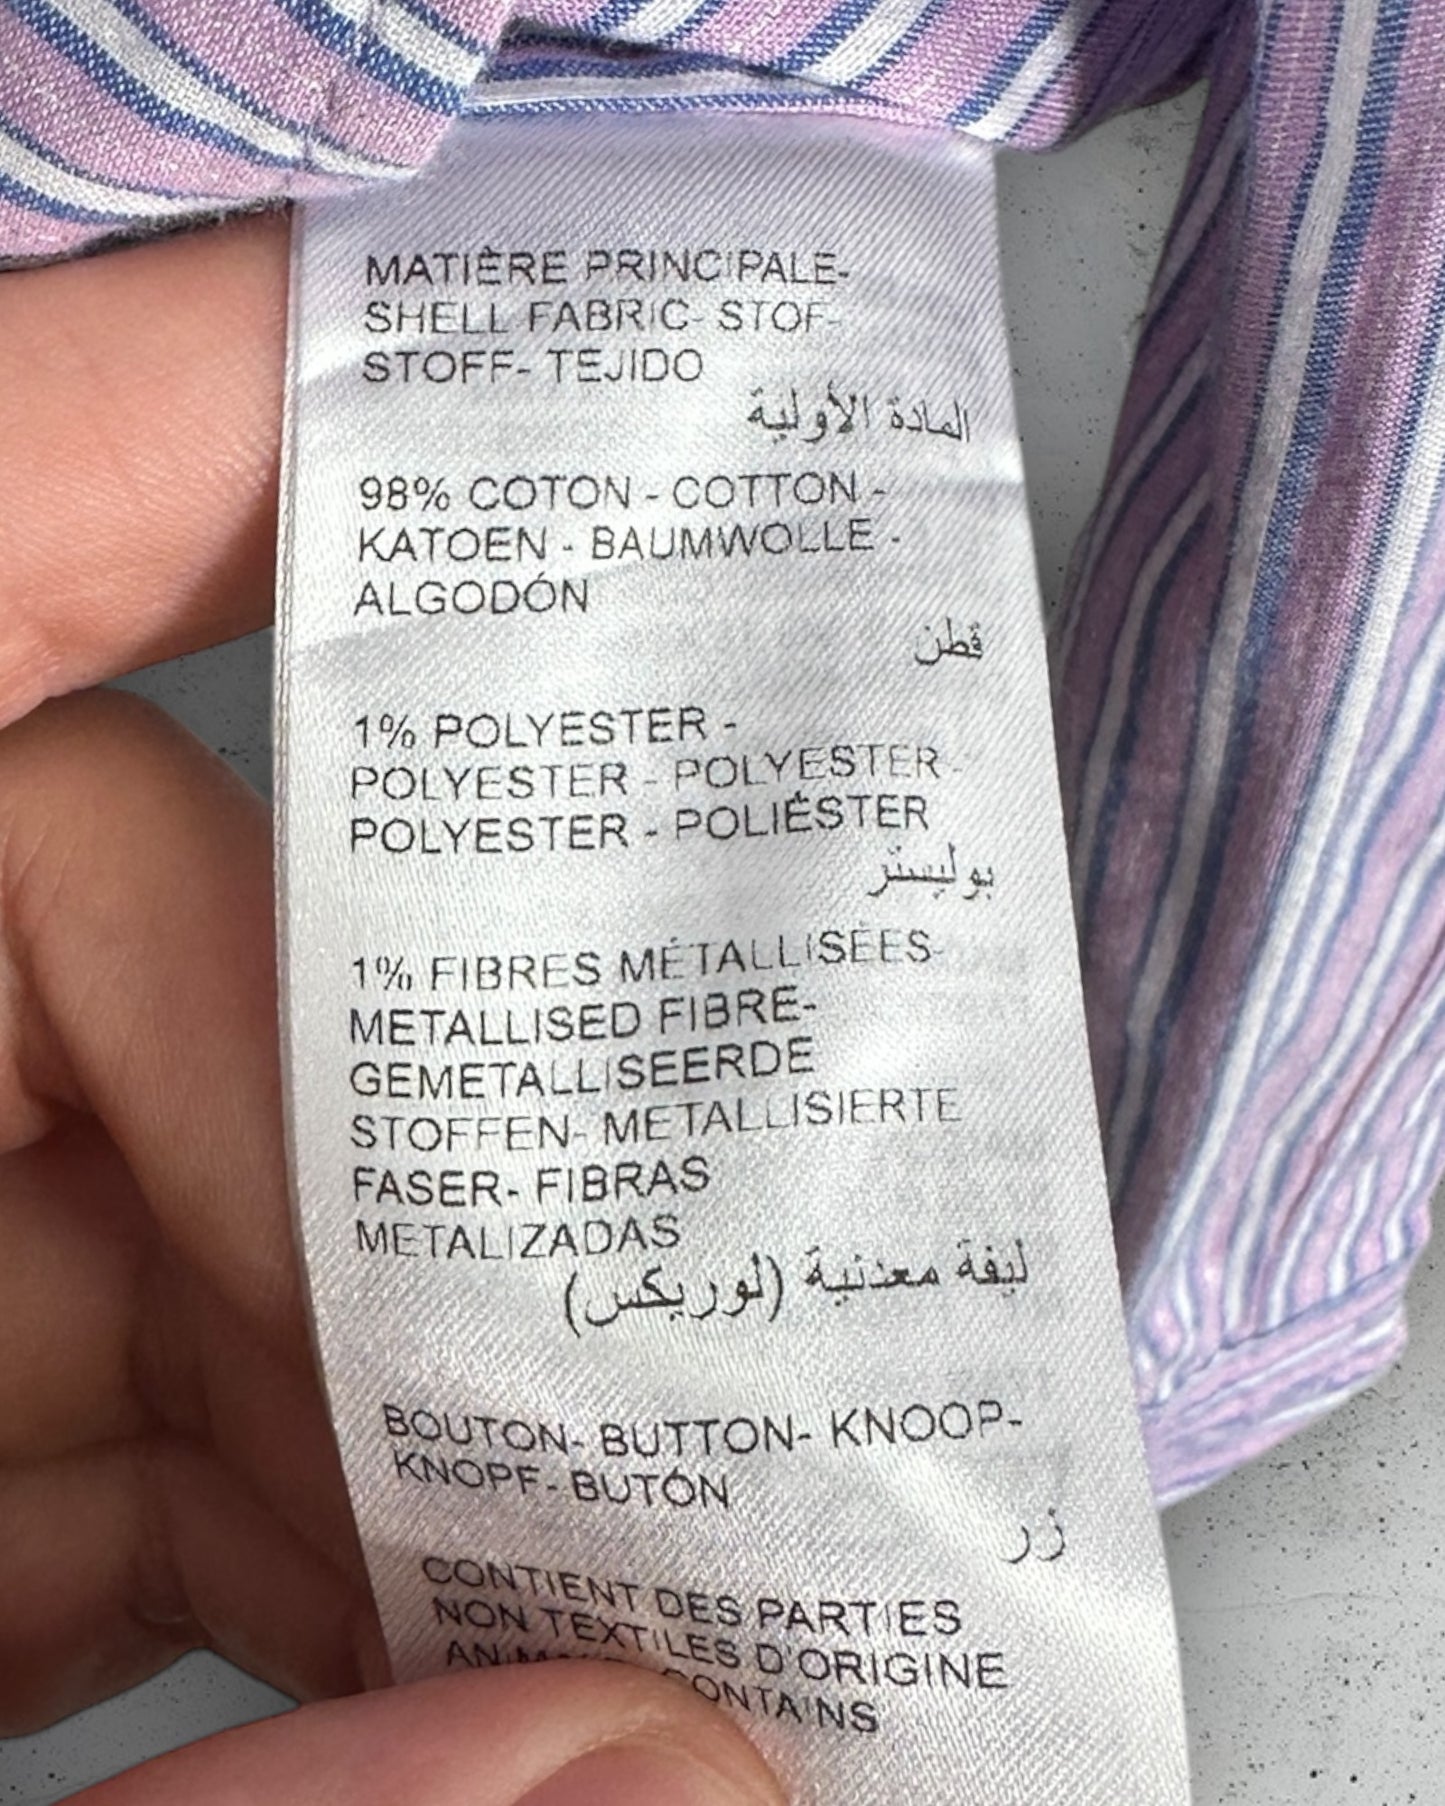 MATIÈRE PRINCIPALE-
SHELL FABRIC- STOF-
STOFF- TEJIDO
المادة الأولية
98% COTON - COTTON -
KATOEN - BAUMWOLLE -
ALGODÓN
قطن
1% POLYESTER -
POLYESTER - POLYESTER -
POLYESTER - POLIÉSTER
بوليستر
1% FIBRES MÉTALLISÉES-
METALLISED FIBRE-
GEMETALLISEERDE
STOFFEN- METALLISIERTE
FASER- FIBRAS
METALIZADAS
ليفة معدنية (لوريكس)
BOUTON- BUTTON- KNOOP-
KNOPF- BUTÓN
زر
CONTIENT DES PARTIES
NON TEXTILES D'ORIGINE
CONTAINS